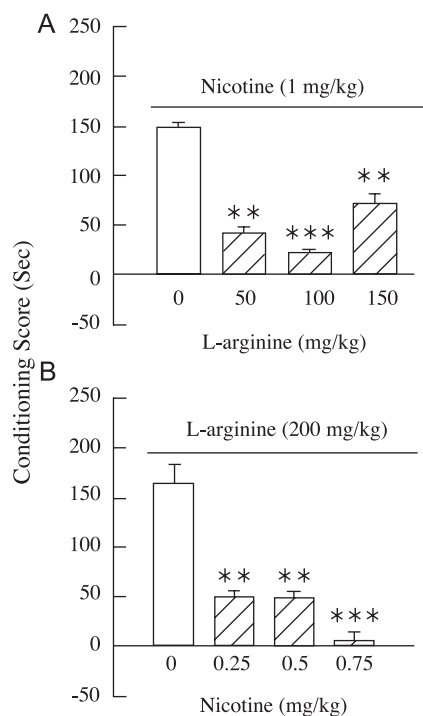 A
250
200
Nicotine (1 mg/kg)
150
**
100
**
***
50
0
-50
0 50 100 150
L-arginine (mg/kg)
Conditioning Score (Sec)
B
250
L-arginine (200 mg/kg)
200
150
100
**
**
50
***
0
-50
0 0.25 0.5 0.75
Nicotine (mg/kg)